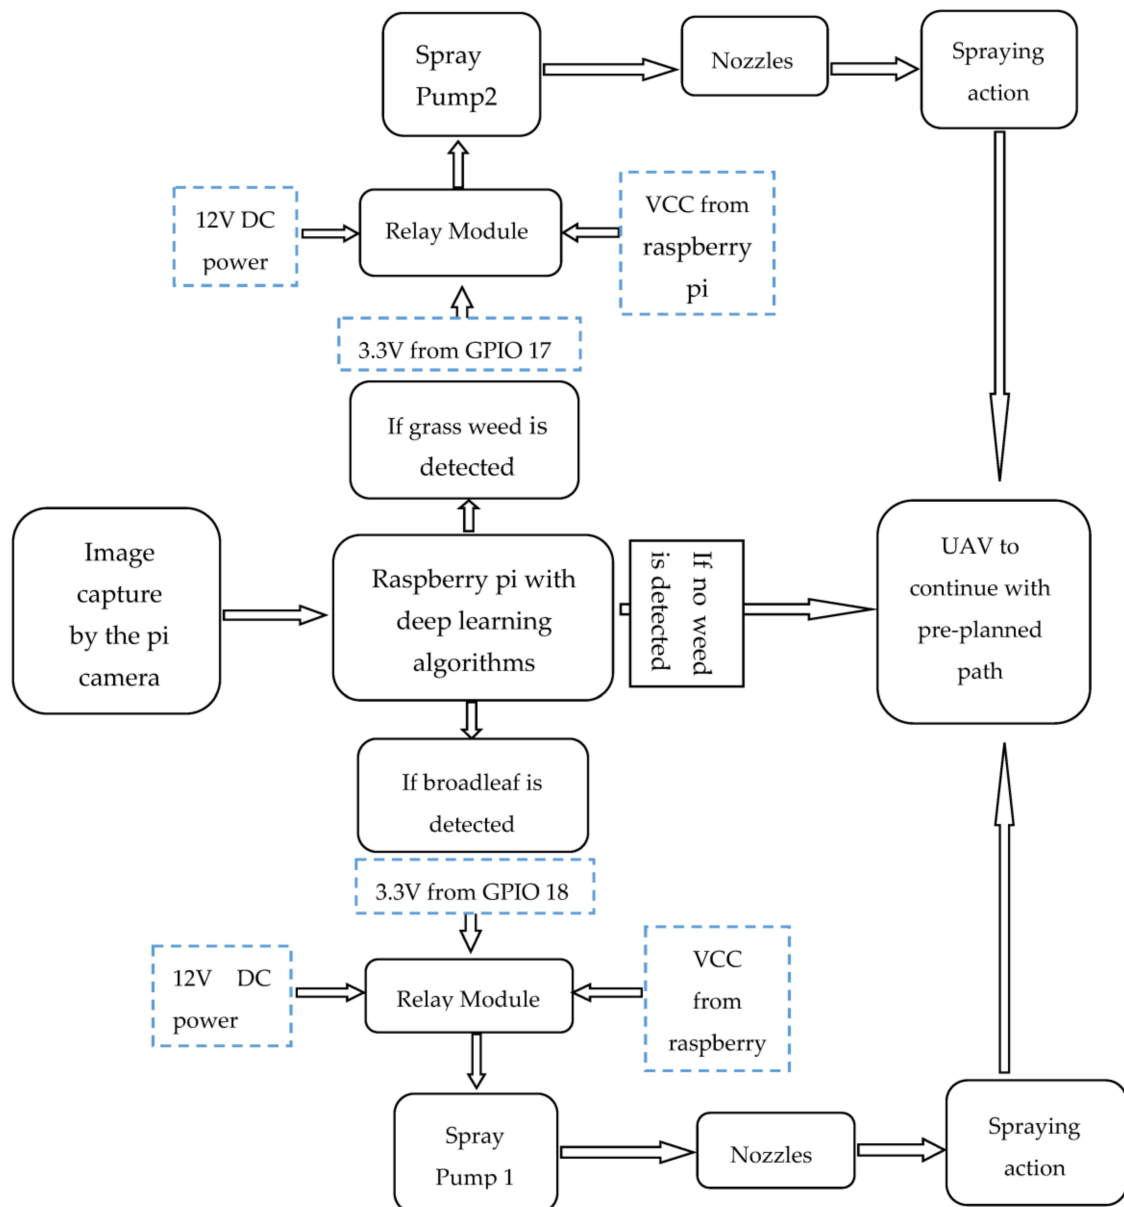 Spray
Pump2
Nozzles
Spraying
action
12V DC
power
Relay Module
VCC from
raspberry
pi
3.3V from GPIO 17
If grass weed is
detected
Image
capture
by the pi
camera
Raspberry pi with
deep learning
algorithms
If no weed
is detected
UAV to
continue with
pre-planned
path
If broadleaf is
detected
3.3V from GPIO 18
12V DC
power
Relay Module
VCC
from
raspberry
Spray
Pump 1
Nozzles
Spraying
action